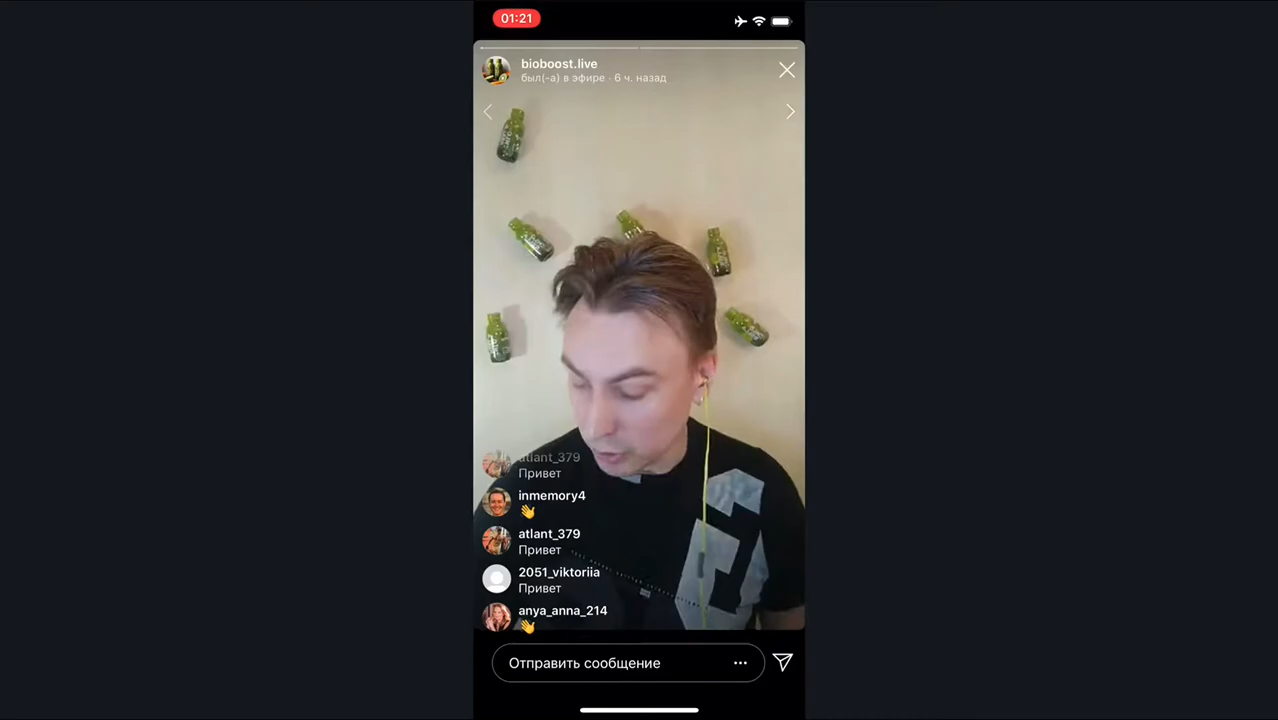 01:21
bioboost.live
был(-а) в эфире · 6 ч. назад
atlant_379
Привет
inmemory4
👋
atlant_379
Привет
2051_viktoriia
Привет
anya_anna_214
👋
Отправить сообщение